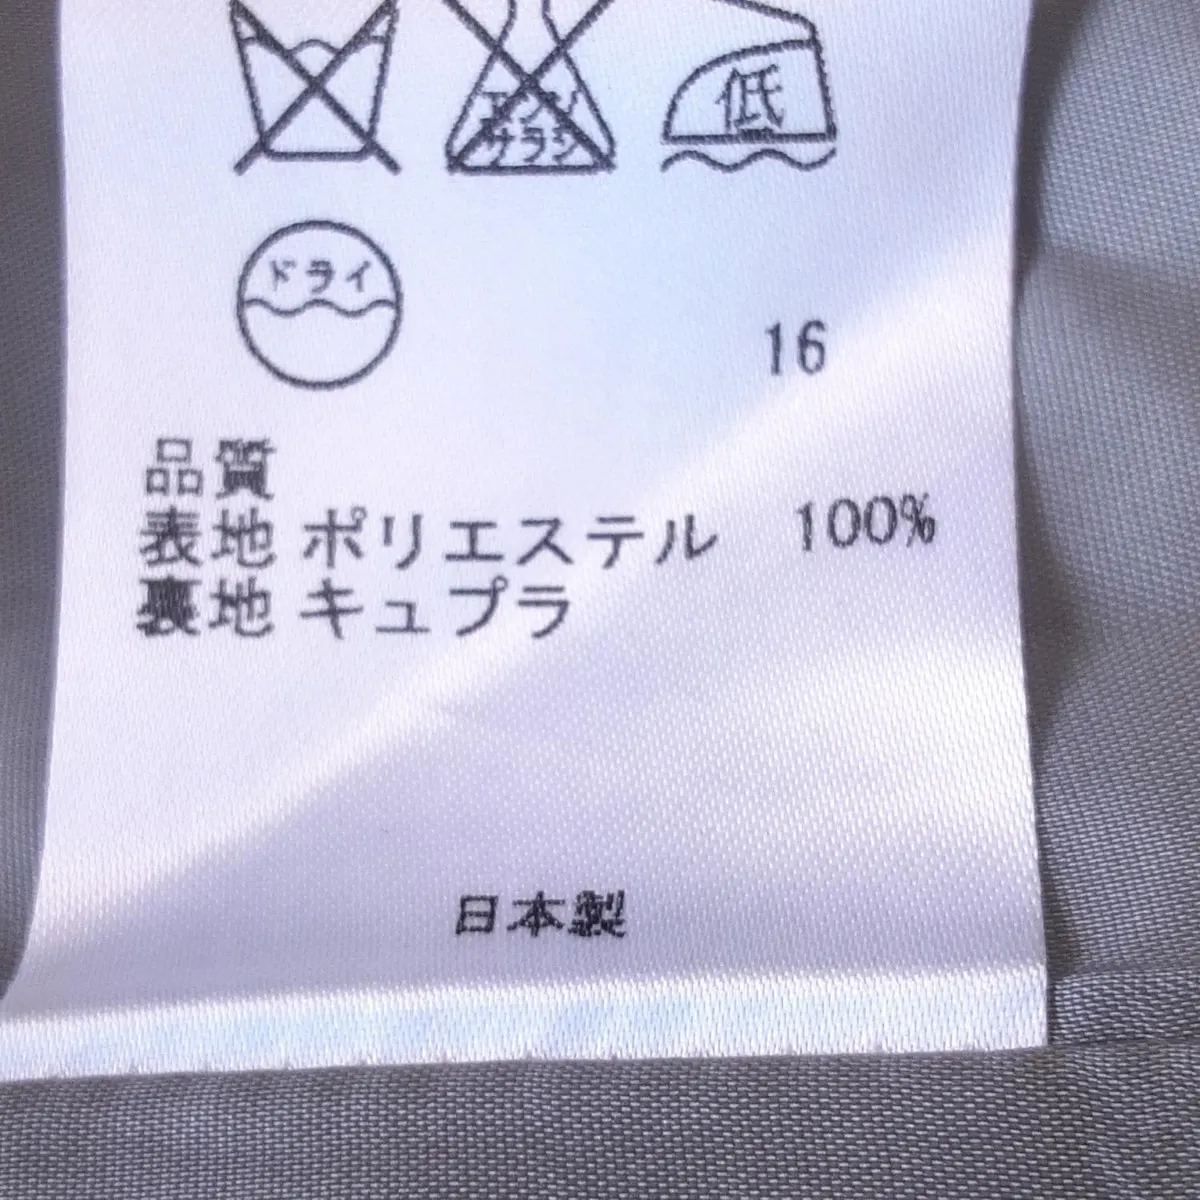 エンソ
サラシ
低
ドライ
16
品質
表地 ポリエステル 100%
裏地 キュプラ
日本製